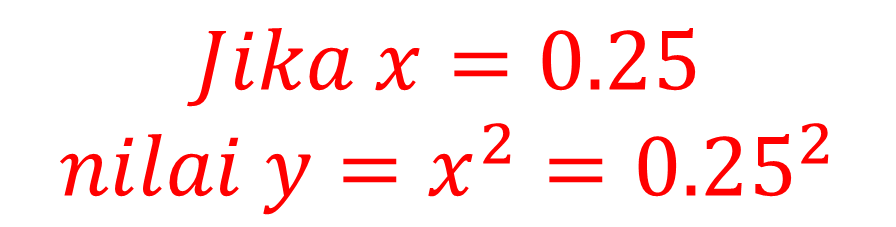 Jika x = 0.25
nilai y = x² = 0.25²